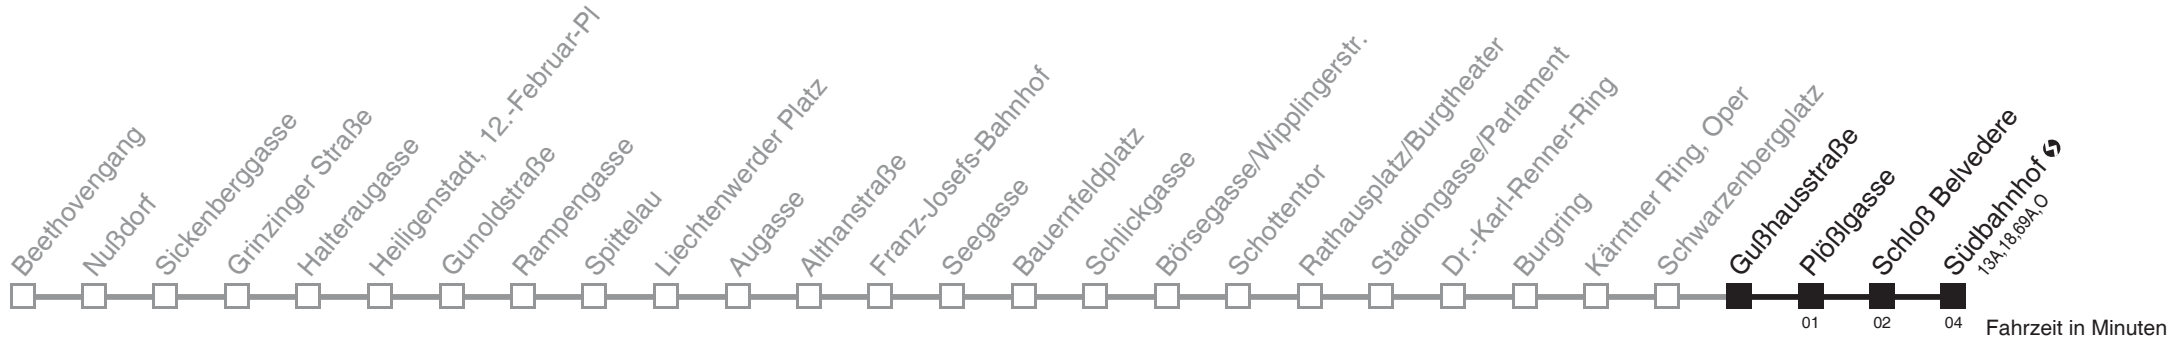 Beethovengang
Nußdorf
Sickenberggasse
Grinzinger Straße
Halteraugasse
Heiligenstadt, 12.-Februar-Pl
Gunoldstraße
Rampengasse
Spittelau
Liechtenwerder Platz
Augasse
Althanstraße
Franz-Josefs-Bahnhof
Seegasse
Bauernfeldplatz
Schlickgasse
Börsegasse/Wipplingerstr.
Schottentor
Rathausplatz/Burgtheater
Stadiongasse/Parlament
Dr.-Karl-Renner-Ring
Burgring
Kärntner Ring, Oper
Schwarzenbergplatz
Gußhausstraße
Plößlgasse
Schloß Belvedere
Südbahnhof
13A,18,69A,O
01 02 04
Fahrzeit in Minuten